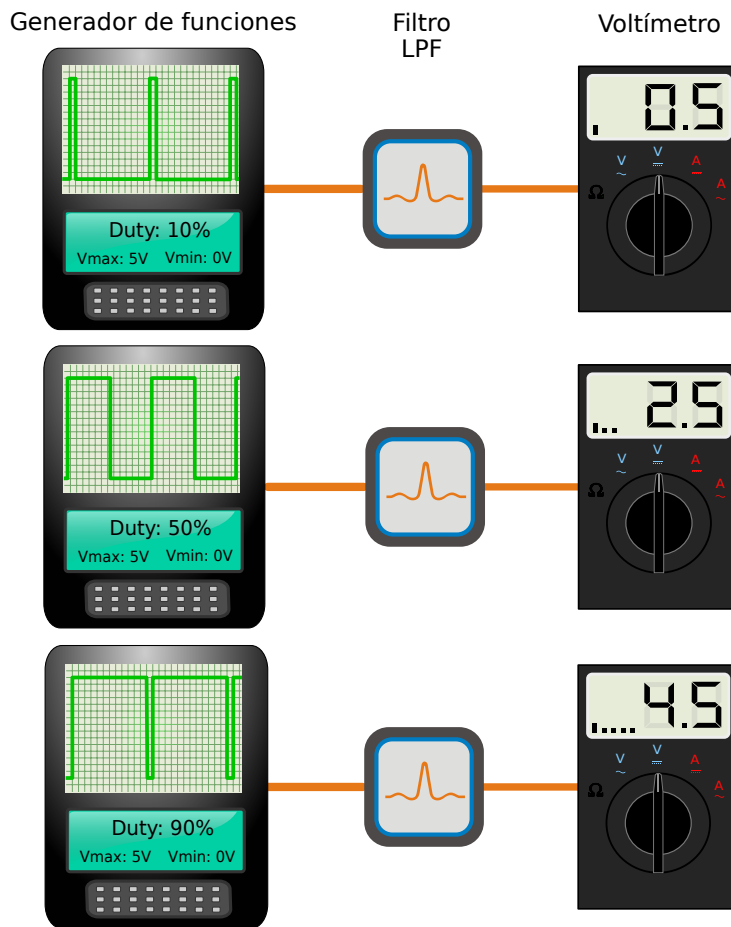 Generador de funciones
Filtro
LPF
Voltímetro
Duty: 10%
Vmax: 5V Vmin: 0V
0.5
V
V
A
A
Ω
Duty: 50%
Vmax: 5V Vmin: 0V
2.5
V
V
A
A
Ω
Duty: 90%
Vmax: 5V Vmin: 0V
4.5
V
V
A
A
Ω